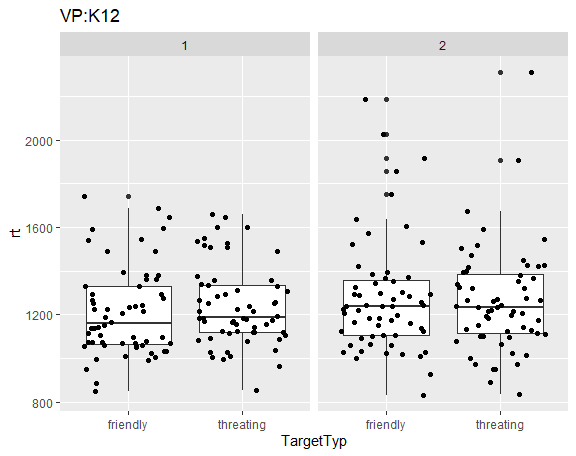 VP:K12
1 2
2000
1600
1200
800
rt
friendly threating friendly threating
TargetTyp